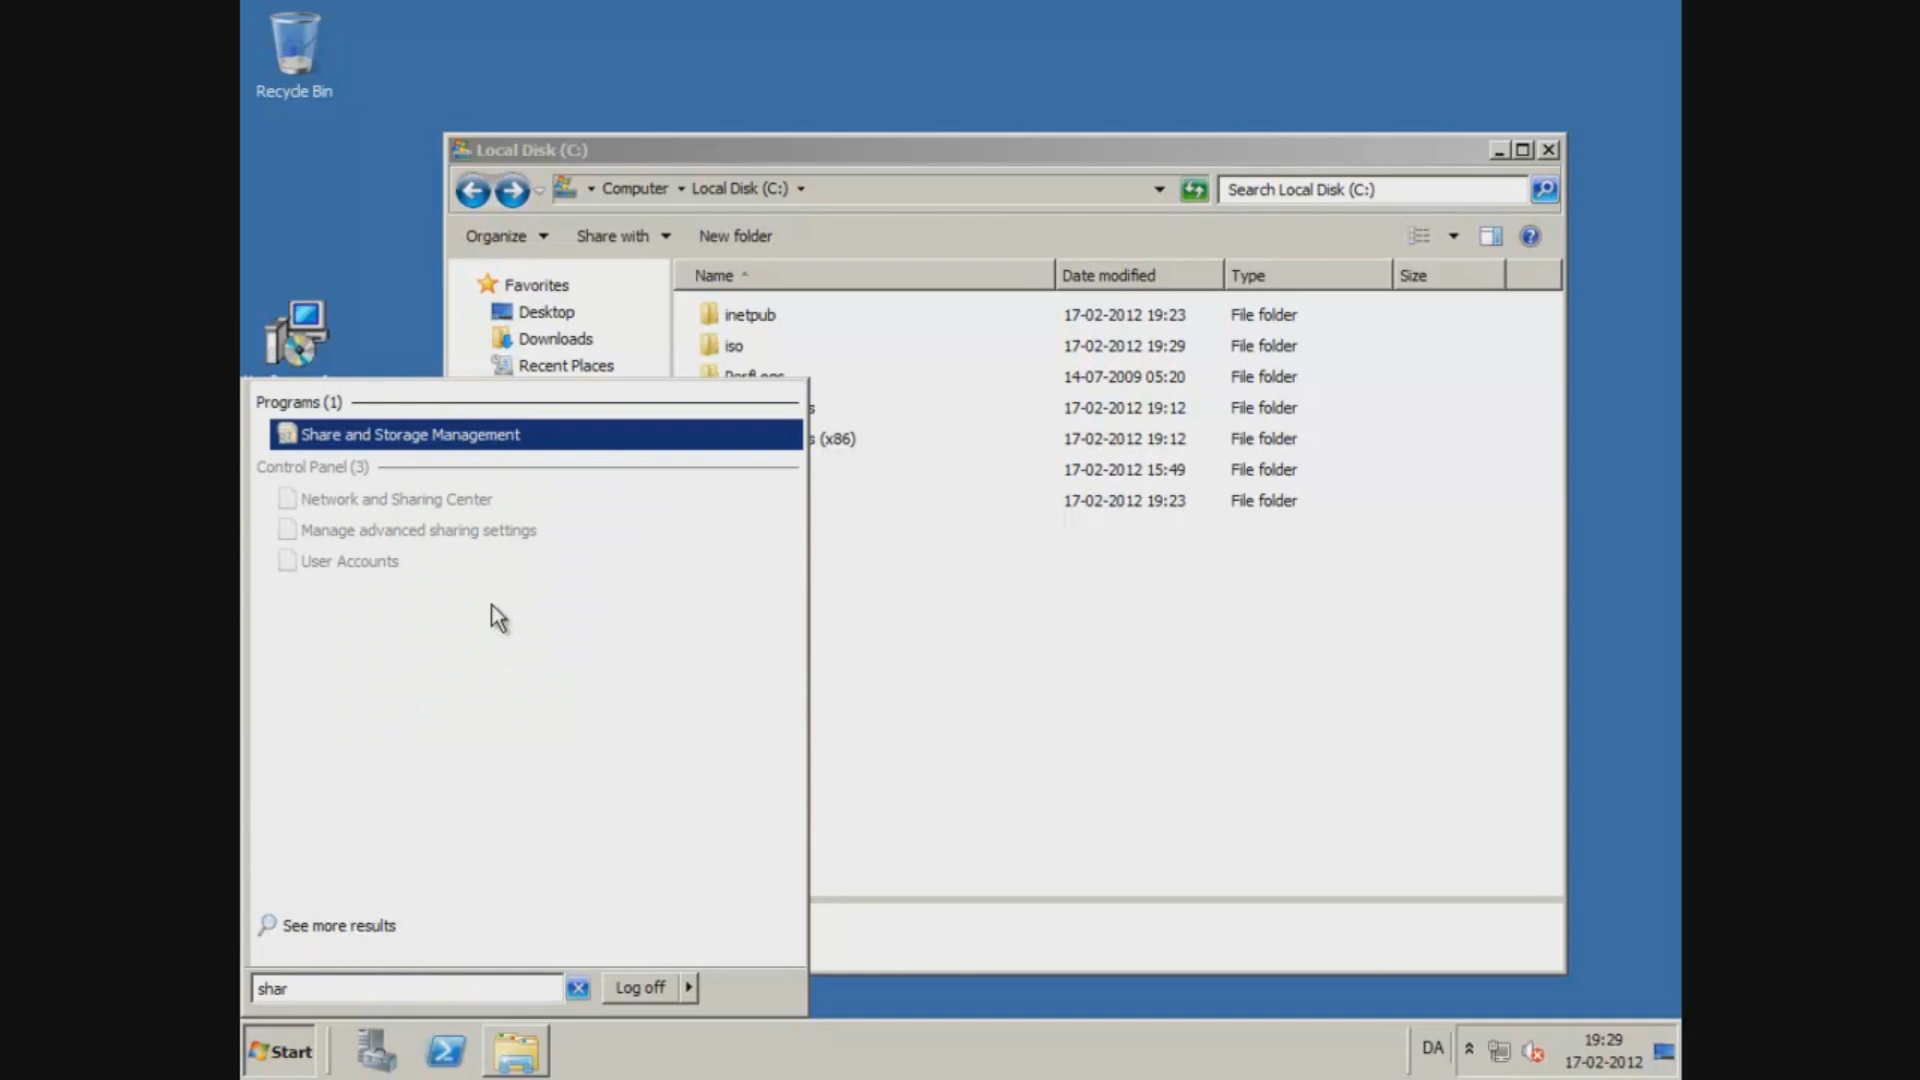 Recycle Bin
Local Disk (C:)
Computer Local Disk (C:)
Search Local Disk (C:)
Organize Share with New folder
Name Date modified Type Size
Favorites
Desktop
Downloads
Recent Places
inetpub 17-02-2012 19:23 File folder
iso 17-02-2012 19:29 File folder
PerfLogs 14-07-2009 05:20 File folder
s 17-02-2012 19:12 File folder
s (x86) 17-02-2012 19:12 File folder
17-02-2012 15:49 File folder
17-02-2012 19:23 File folder
Programs (1)
Share and Storage Management
Control Panel (3)
Network and Sharing Center
Manage advanced sharing settings
User Accounts
See more results
shar
Log off
Start
DA
19:29
17-02-2012